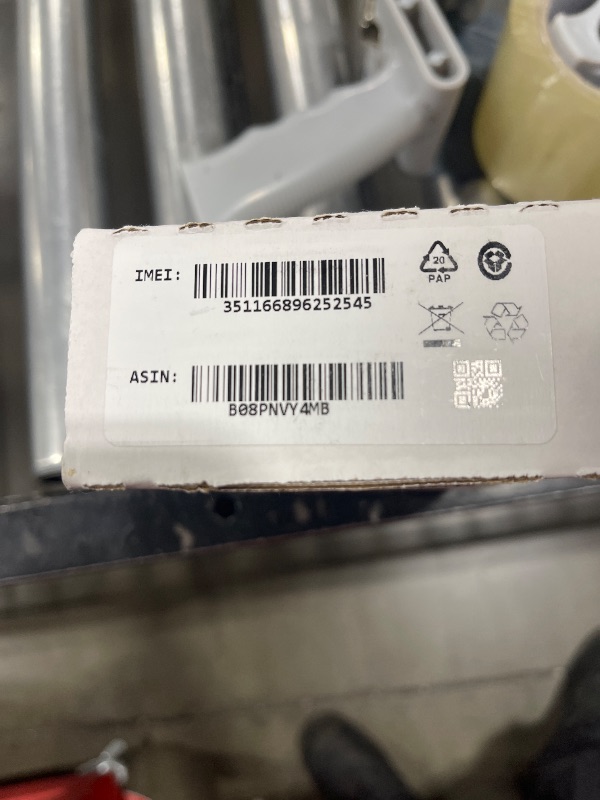 IMEI:
351166896252545
20
PAP
ASIN:
B08PNVY4MB